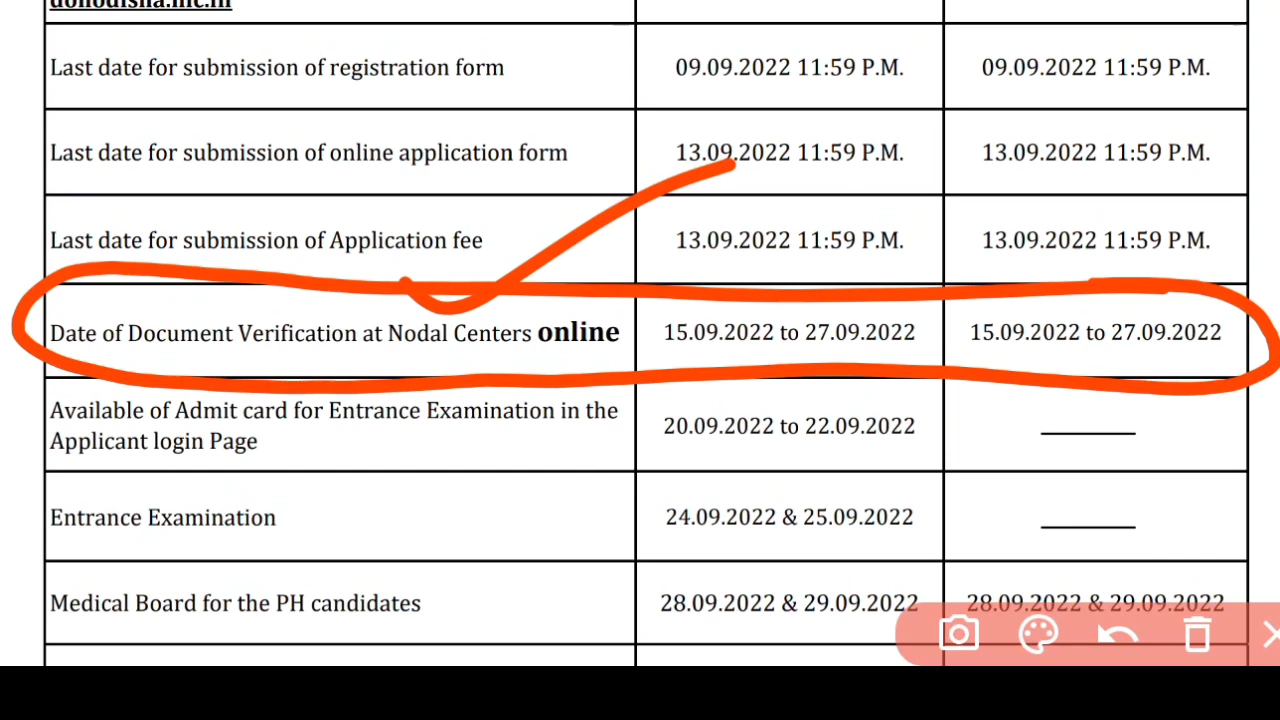 Last date for submission of registration form 09.09.2022 11:59 P.M. 09.09.2022 11:59 P.M.
Last date for submission of online application form 13.09.2022 11:59 P.M. 13.09.2022 11:59 P.M.
Last date for submission of Application fee 13.09.2022 11:59 P.M. 13.09.2022 11:59 P.M.
Date of Document Verification at Nodal Centers online 15.09.2022 to 27.09.2022 15.09.2022 to 27.09.2022
Available of Admit card for Entrance Examination in the
Applicant login Page 20.09.2022 to 22.09.2022
Entrance Examination 24.09.2022 & 25.09.2022
Medical Board for the PH candidates 28.09.2022 & 29.09.2022 28.09.2022 & 29.09.2022